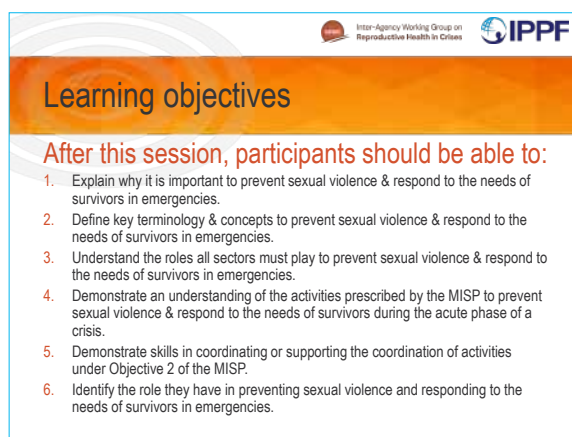 Inter-Agency Working Group on
Reproductive Health in Crises
IPPF
Learning objectives
After this session, participants should be able to:
1. Explain why it is important to prevent sexual violence & respond to the needs of
survivors in emergencies.
2. Define key terminology & concepts to prevent sexual violence & respond to the
needs of survivors in emergencies.
3. Understand the roles all sectors must play to prevent sexual violence & respond to
the needs of survivors in emergencies.
4. Demonstrate an understanding of the activities prescribed by the MISP to prevent
sexual violence & respond to the needs of survivors during the acute phase of a
crisis.
5. Demonstrate skills in coordinating or supporting the coordination of activities
under Objective 2 of the MISP.
6. Identify the role they have in preventing sexual violence and responding to the
needs of survivors in emergencies.